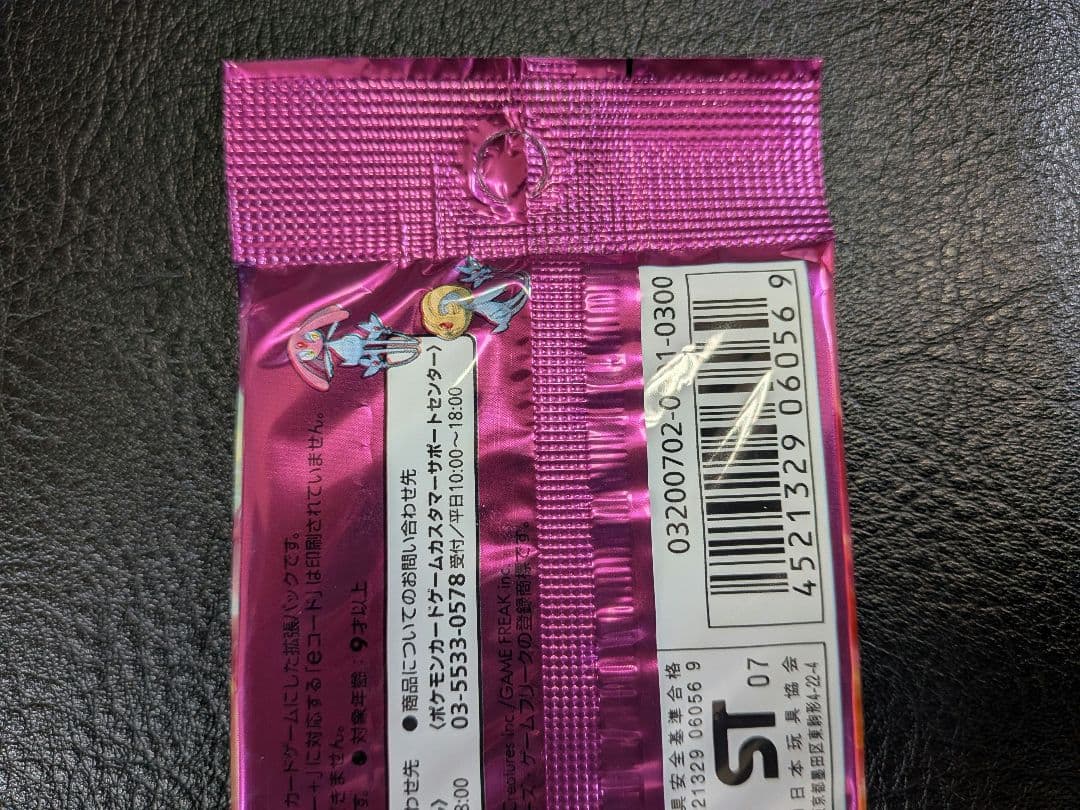 カードゲームにした拡張パックです。
ー+」に対応する「eコード」は印刷されていません。
きません。
す。 ● 対象年齢:9才以上
わせ先
● 商品についてのお問い合わせ先
〈ポケモンカードゲームカスタマーサポートセンター〉
03-5533-0578 受付/平日10:00〜18:00
8:00
Creatures inc./GAME FREAK inc.
ズ・ゲームフリークの登録商標です。
03200702-0 1-0300
4521329060569
具安全基準合格
21329 06056 9
ST 07
日本玩具協会
京都墨田区東駒形4-22-4